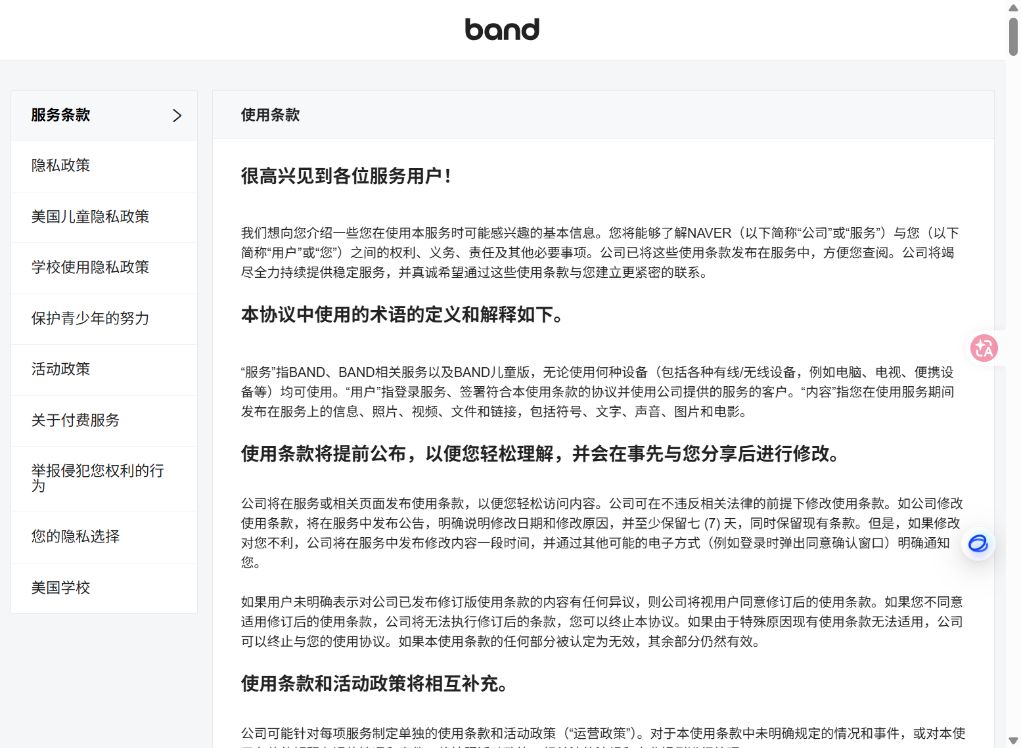 band
服务条款
隐私政策
美国儿童隐私政策
学校使用隐私政策
保护青少年的努力
活动政策
关于付费服务
举报侵犯您权利的行
为
您的隐私选择
美国学校
使用条款
很高兴见到各位服务用户！
我们想向您介绍一些您在使用本服务时可能感兴趣的基本信息。您将能够了解NAVER（以下简称“公司”或“服务”）与您（以下
简称“用户”或“您”）之间的权利、义务、责任及其他必要事项。公司已将这些使用条款发布在服务中，方便您查阅。公司将竭
尽全力持续提供稳定服务，并真诚希望通过这些使用条款与您建立更紧密的联系。
本协议中使用的术语的定义和解释如下。
“服务”指BAND、BAND相关服务以及BAND儿童版，无论使用何种设备（包括各种有线/无线设备，例如电脑、电视、便携设
备等）均可使用。“用户”指登录服务、签署符合本使用条款的协议并使用公司提供的服务的客户。“内容”指您在使用服务期间
发布在服务上的信息、照片、视频、文件和链接，包括符号、文字、声音、图片和电影。
使用条款将提前公布，以便您轻松理解，并会在事先与您分享后进行修改。
公司将在服务或相关页面发布使用条款，以便您轻松访问内容。公司可在不违反相关法律的前提下修改使用条款。如公司修改
使用条款，将在服务中发布公告，明确说明修改日期和修改原因，并至少保留七 (7) 天，同时保留现有条款。但是，如果修改
对您不利，公司将在服务中发布修改内容一段时间，并通过其他可能的电子方式（例如登录时弹出同意确认窗口）明确通知
您。
如果用户未明确表示对公司已发布修订版使用条款的内容有任何异议，则公司将视用户同意修订后的使用条款。如果您不同意
适用修订后的使用条款，公司将无法执行修订后的条款，您可以终止本协议。如果由于特殊原因现有使用条款无法适用，公司
可以终止与您的使用协议。如果本使用条款的任何部分被认定为无效，其余部分仍然有效。
使用条款和活动政策将相互补充。
公司可能针对每项服务制定单独的使用条款和活动政策（“运营政策”）。对于本使用条款中未明确规定的情况和事件，或对本使